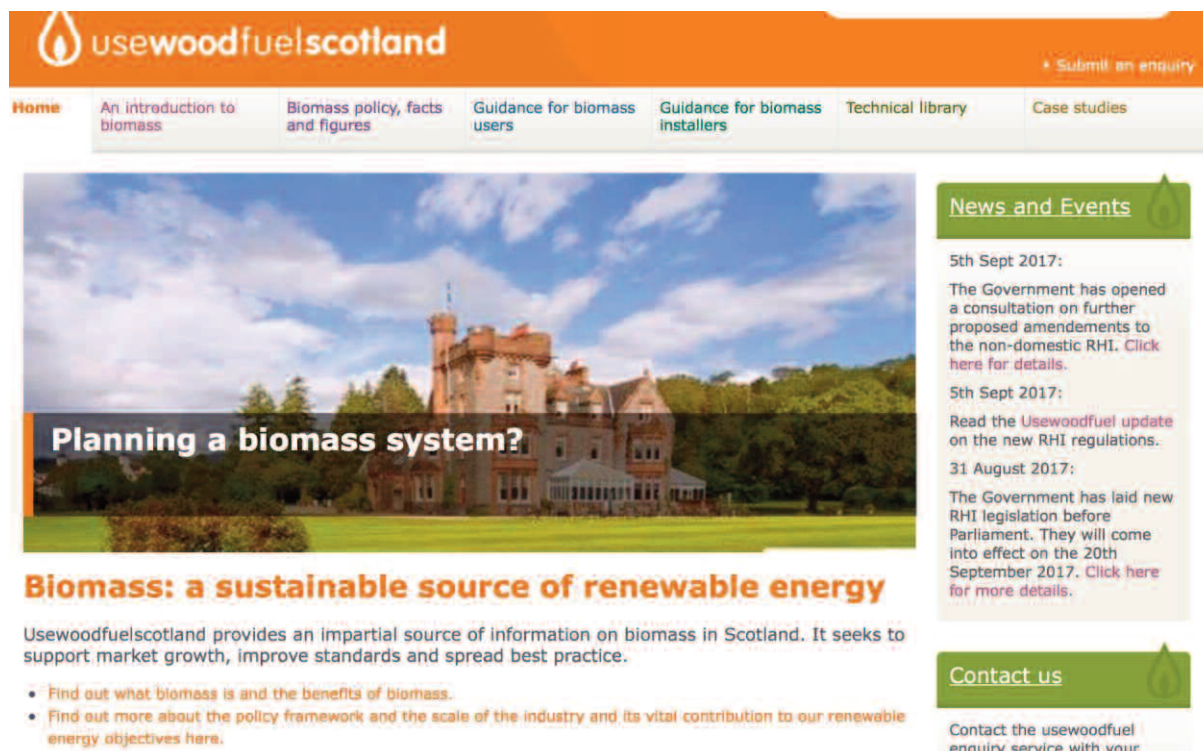 usewoodfuelscotland
Submit an enquiry
Home
An introduction to
biomass
Biomass policy, facts
and figures
Guidance for biomass
users
Guidance for biomass
installers
Technical library
Case studies
Planning a biomass system?
Biomass: a sustainable source of renewable energy
Usewoodfuelscotland provides an impartial source of information on biomass in Scotland. It seeks to
support market growth, improve standards and spread best practice.
• Find out what biomass is and the benefits of biomass.
• Find out more about the policy framework and the scale of the industry and its vital contribution to our renewable
energy objectives here.
News and Events
5th Sept 2017:
The Government has opened
a consultation on further
proposed amendements to
the non-domestic RHI. Click
here for details.
5th Sept 2017:
Read the Usewoodfuel update
on the new RHI regulations.
31 August 2017:
The Government has laid new
RHI legislation before
Parliament. They will come
into effect on the 20th
September 2017. Click here
for more details.
Contact us
Contact the usewoodfuel
enquiry service with your